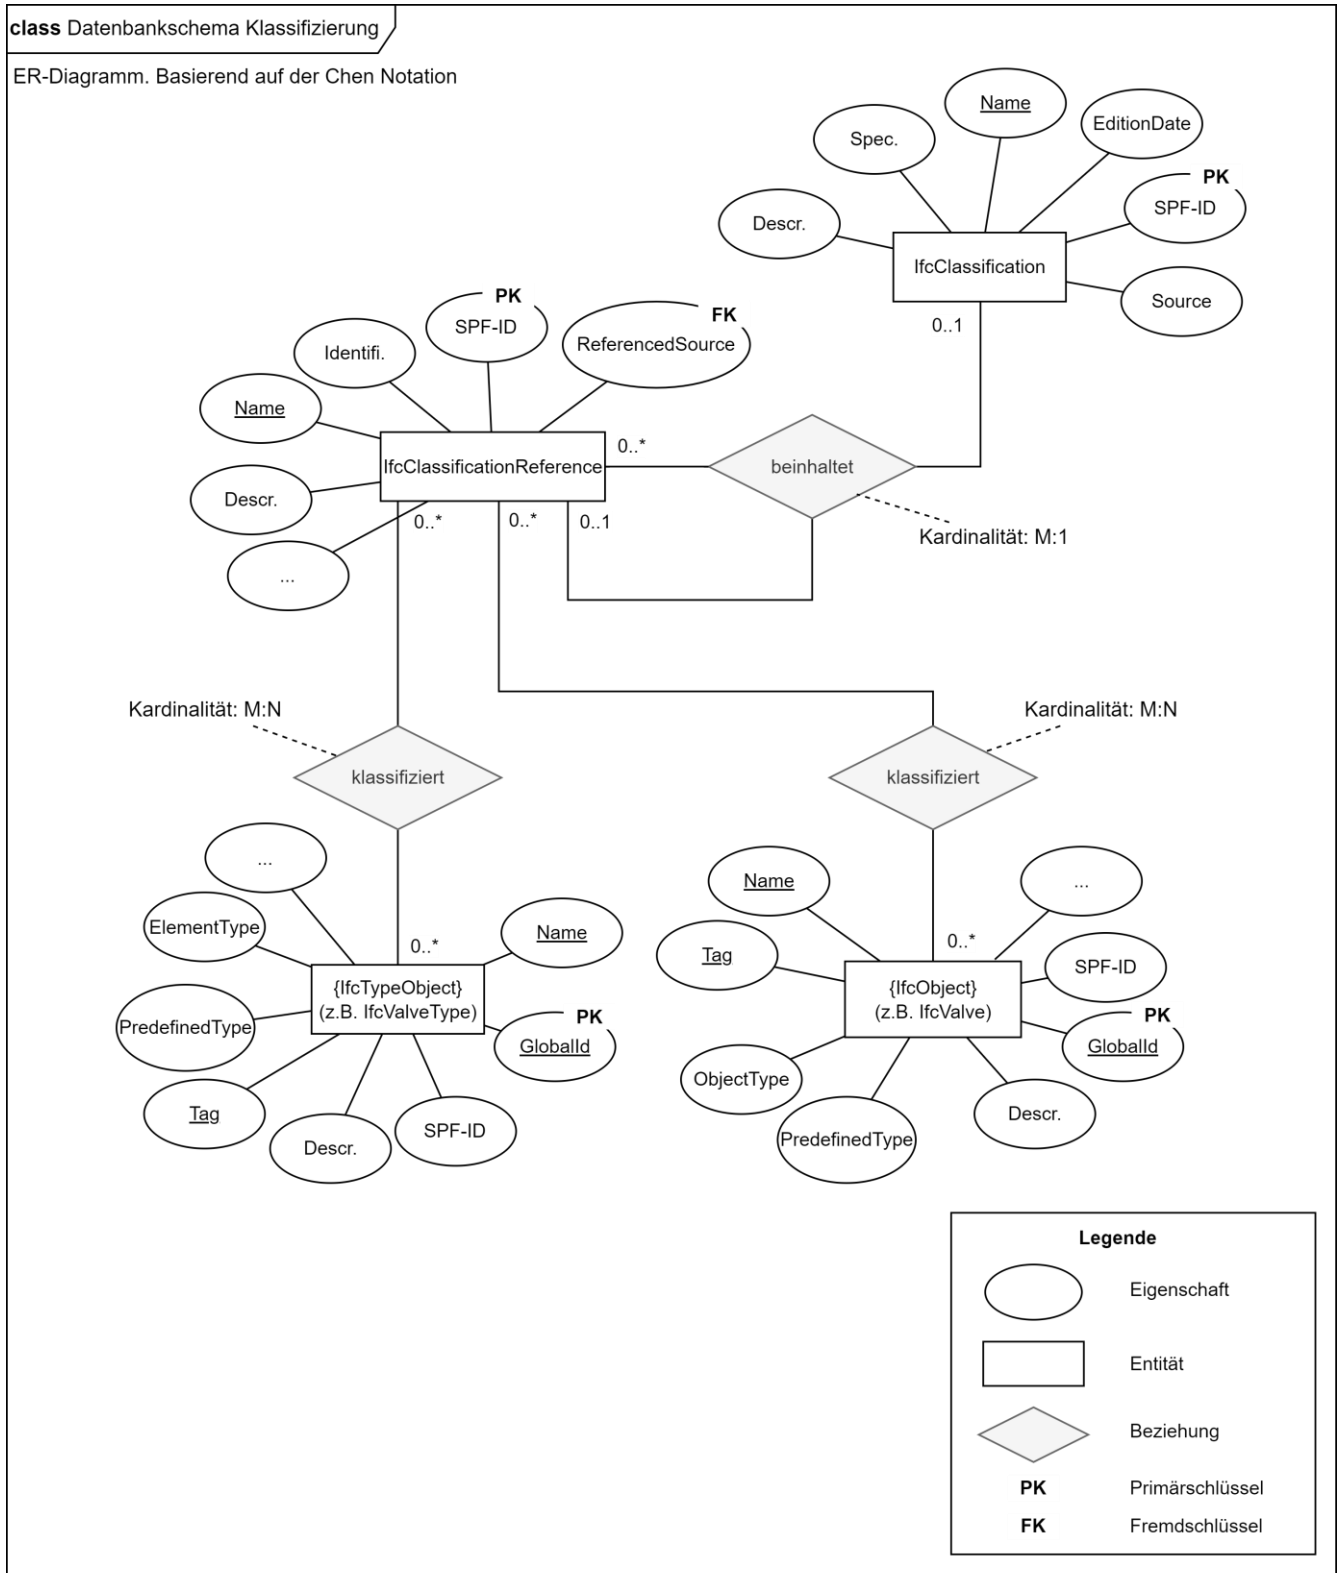 class Datenbankschema Klassifizierung
ER-Diagramm. Basierend auf der Chen Notation
Name
EditionDate
Spec.
PK
SPF-ID
Descr.
IfcClassification
Source
0..1
PK
SPF-ID
FK
ReferencedSource
Identifi.
Name
0..*
IfcClassificationReference
beinhaltet
Descr.
0..*
0..*
0..1
Kardinalität: M:1
...
Kardinalität: M:N
Kardinalität: M:N
klassifiziert
klassifiziert
...
Name
...
ElementType
Name
0..*
0..*
Tag
SPF-ID
{IfcTypeObject}
(z.B. IfcValveType)
{IfcObject}
(z.B. IfcValve)
PredefinedType
PK
GlobalId
PK
GlobalId
ObjectType
Tag
Descr.
SPF-ID
Descr.
PredefinedType
Legende
Eigenschaft
Entität
Beziehung
PK Primärschlüssel
FK Fremdschlüssel